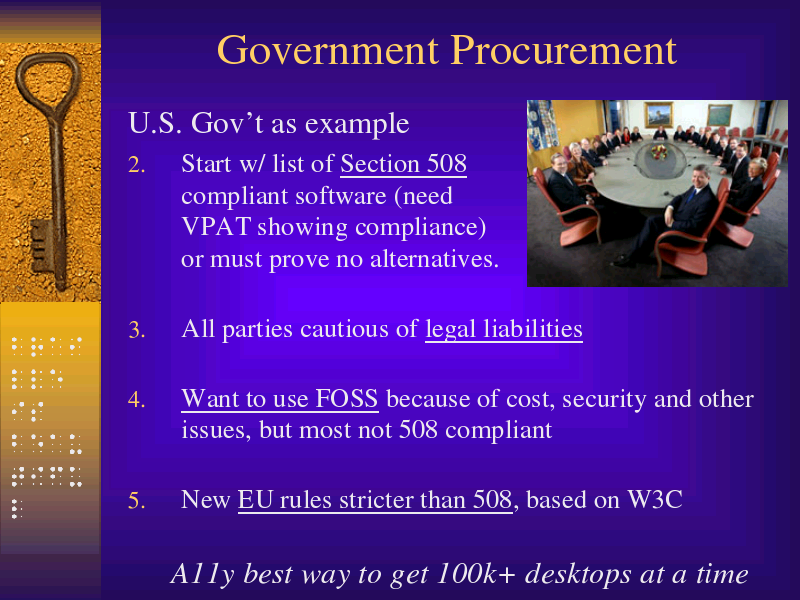 Government Procurement
U.S. Gov’t as example
2. Start w/ list of Section 508
compliant software (need
VPAT showing compliance)
or must prove no alternatives.
3. All parties cautious of legal liabilities
4. Want to use FOSS because of cost, security and other
issues, but most not 508 compliant
5. New EU rules stricter than 508, based on W3C
A11y best way to get 100k+ desktops at a time